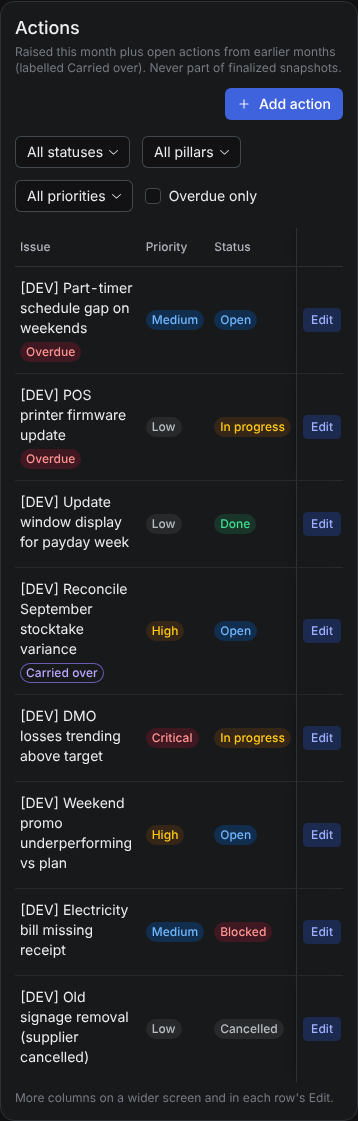 Actions
Raised this month plus open actions from earlier months
(labelled Carried over). Never part of finalized snapshots.
+ Add action
All statuses
All pillars
All priorities
Overdue only
Issue Priority Status
[DEV] Part-timer
schedule gap on
weekends
Overdue
Medium
Open
Edit
[DEV] POS
printer firmware
update
Overdue
Low
In progress
Edit
[DEV] Update
window display
for payday week
Low
Done
Edit
[DEV] Reconcile
September
stocktake
variance
Carried over
High
Open
Edit
[DEV] DMO
losses trending
above target
Critical
In progress
Edit
[DEV] Weekend
promo
underperforming
vs plan
High
Open
Edit
[DEV] Electricity
bill missing
receipt
Medium
Blocked
Edit
[DEV] Old
signage removal
(supplier
cancelled)
Low
Cancelled
Edit
More columns on a wider screen and in each row's Edit.